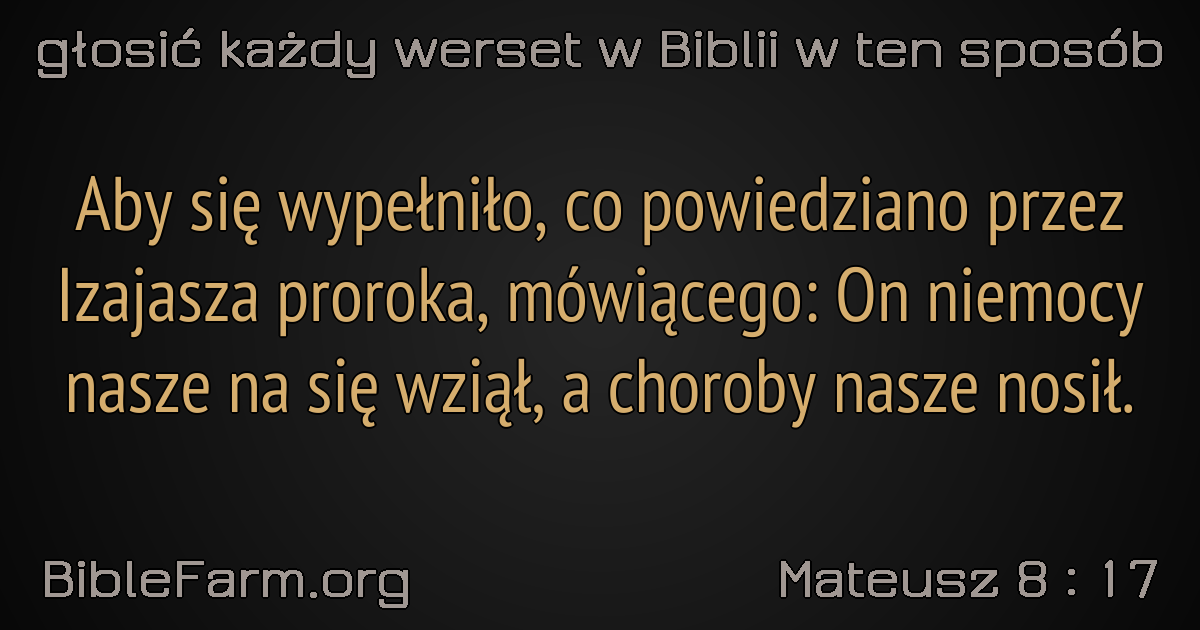 głosić każdy werset w Biblii w ten sposób
Aby się wypełniło, co powiedziano przez
Izajasza proroka, mówiącego: On niemocy
nasze na się wziął, a choroby nasze nosił.
BibleFarm.org
Mateusz 8 : 17